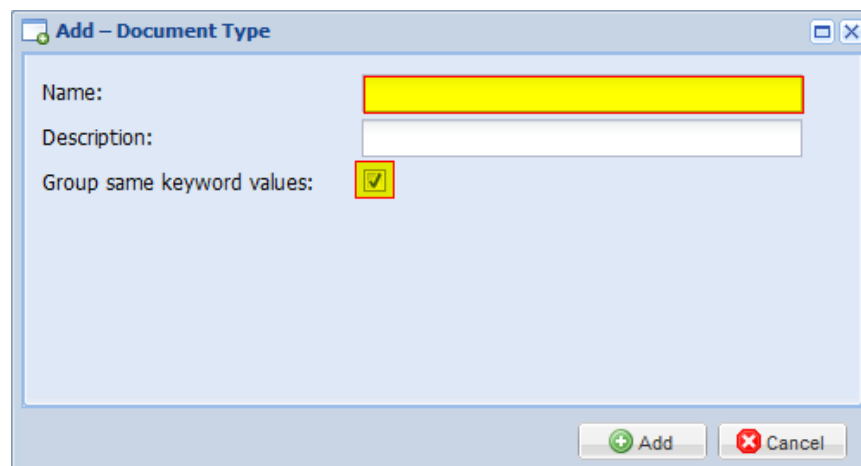 Add – Document Type
Name:
Description:
Group same keyword values:
Add Cancel